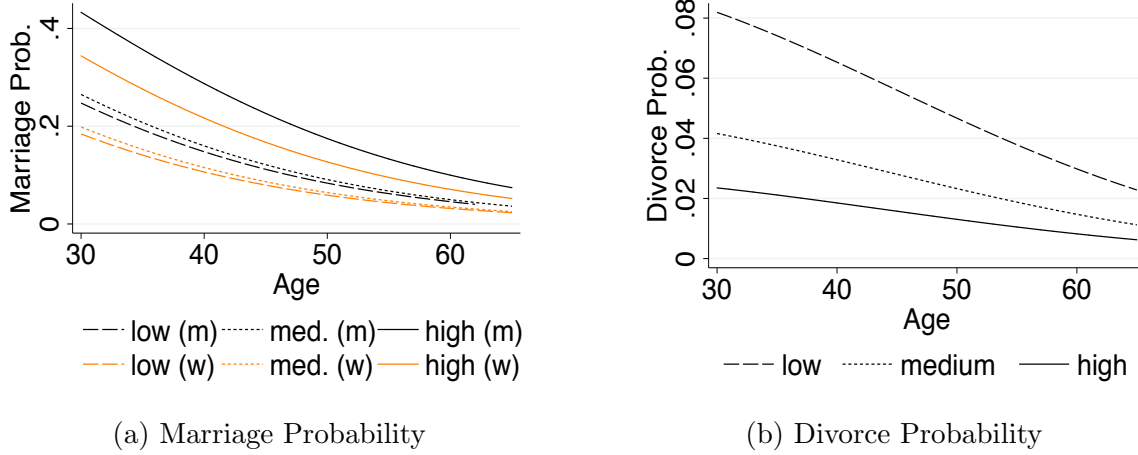 Marriage Prob.
.4
.2
0
30 40 50 60
Age
low (m) med. (m) high (m)
low (w) med. (w) high (w)
(a) Marriage Probability
Divorce Prob.
.08
.06
.04
.02
0
30 40 50 60
Age
low medium high
(b) Divorce Probability